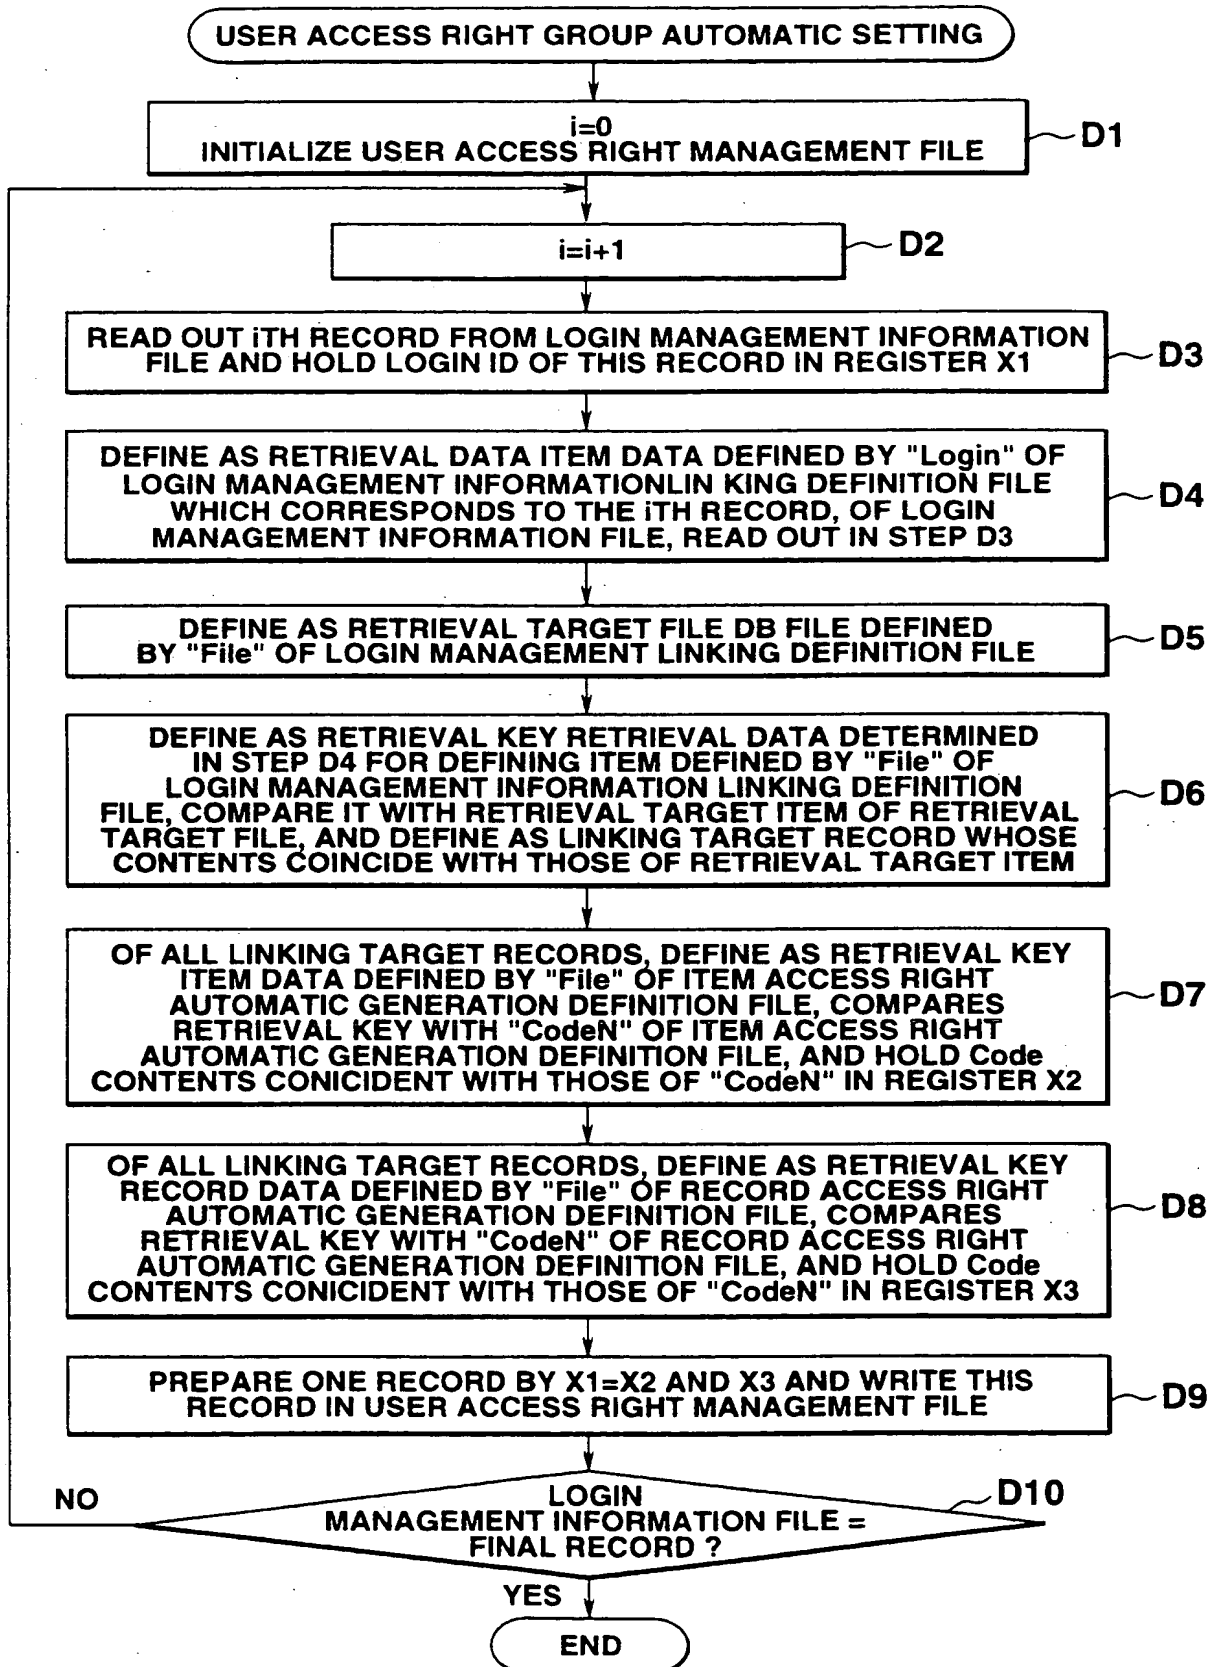 USER ACCESS RIGHT GROUP AUTOMATIC SETTING
i=0
INITIALIZE USER ACCESS RIGHT MANAGEMENT FILE
D1
i=i+1
D2
READ OUT iTH RECORD FROM LOGIN MANAGEMENT INFORMATION
FILE AND HOLD LOGIN ID OF THIS RECORD IN REGISTER X1
D3
DEFINE AS RETRIEVAL DATA ITEM DATA DEFINED BY "Login" OF
LOGIN MANAGEMENT INFORMATIONLIN KING DEFINITION FILE
WHICH CORRESPONDS TO THE iTH RECORD, OF LOGIN
MANAGEMENT INFORMATION FILE, READ OUT IN STEP D3
D4
DEFINE AS RETRIEVAL TARGET FILE DB FILE DEFINED
BY "File" OF LOGIN MANAGEMENT LINKING DEFINITION FILE
D5
DEFINE AS RETRIEVAL KEY RETRIEVAL DATA DETERMINED
IN STEP D4 FOR DEFINING ITEM DEFINED BY "File" OF
LOGIN MANAGEMENT INFORMATION LINKING DEFINITION
FILE, COMPARE IT WITH RETRIEVAL TARGET ITEM OF RETRIEVAL
TARGET FILE, AND DEFINE AS LINKING TARGET RECORD WHOSE
CONTENTS COINCIDE WITH THOSE OF RETRIEVAL TARGET ITEM
D6
OF ALL LINKING TARGET RECORDS, DEFINE AS RETRIEVAL KEY
ITEM DATA DEFINED BY "File" OF ITEM ACCESS RIGHT
AUTOMATIC GENERATION DEFINITION FILE, COMPARES
RETRIEVAL KEY WITH "CodeN" OF ITEM ACCESS RIGHT
AUTOMATIC GENERATION DEFINITION FILE, AND HOLD Code
CONTENTS CONICIDENT WITH THOSE OF "CodeN" IN REGISTER X2
D7
OF ALL LINKING TARGET RECORDS, DEFINE AS RETRIEVAL KEY
RECORD DATA DEFINED BY "File" OF RECORD ACCESS RIGHT
AUTOMATIC GENERATION DEFINITION FILE, COMPARES
RETRIEVAL KEY WITH "CodeN" OF RECORD ACCESS RIGHT
AUTOMATIC GENERATION DEFINITION FILE, AND HOLD Code
CONTENTS CONICIDENT WITH THOSE OF "CodeN" IN REGISTER X3
D8
PREPARE ONE RECORD BY X1=X2 AND X3 AND WRITE THIS
RECORD IN USER ACCESS RIGHT MANAGEMENT FILE
D9
LOGIN
MANAGEMENT INFORMATION FILE =
FINAL RECORD ?
D10
NO
YES
END